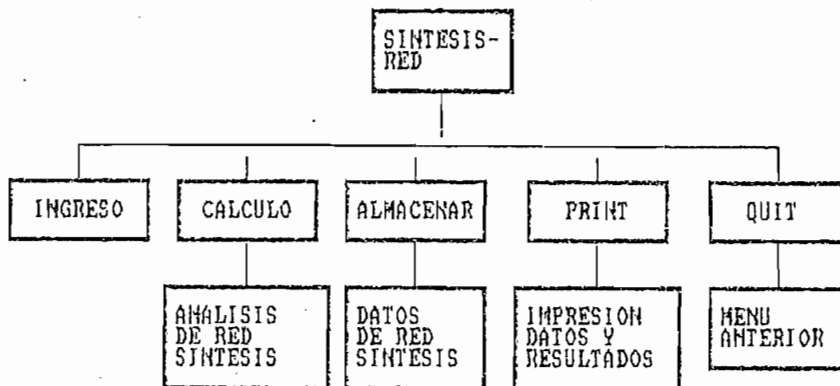 SINTESIS-
RED
INGRESO
CALCULO
ALMACENAR
PRINT
QUIT
ANALISIS
DE RED
SINTESIS
DATOS
DE RED
SINTESIS
IMPRESION
DATOS Y
RESULTADOS
MENU
ANTERIOR